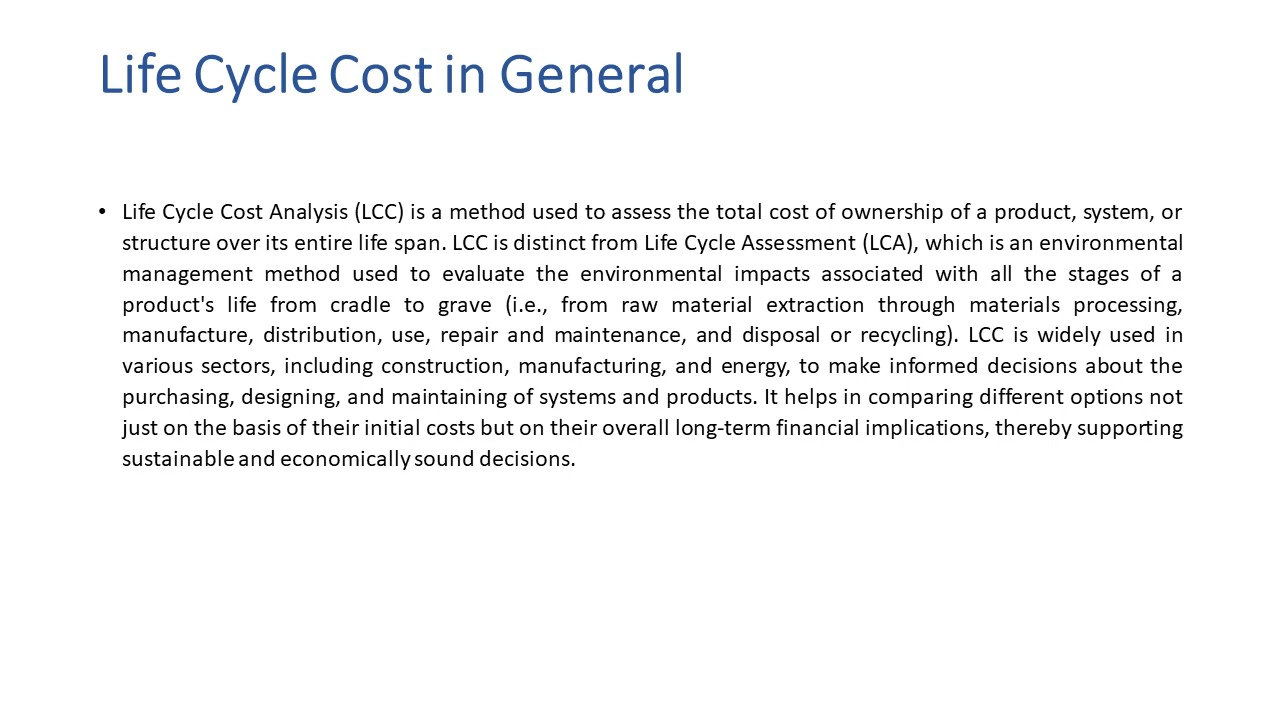 Life Cycle Cost in General
• Life Cycle Cost Analysis (LCC) is a method used to assess the total cost of ownership of a product, system, or
structure over its entire life span. LCC is distinct from Life Cycle Assessment (LCA), which is an environmental
management method used to evaluate the environmental impacts associated with all the stages of a
product's life from cradle to grave (i.e., from raw material extraction through materials processing,
manufacture, distribution, use, repair and maintenance, and disposal or recycling). LCC is widely used in
various sectors, including construction, manufacturing, and energy, to make informed decisions about the
purchasing, designing, and maintaining of systems and products. It helps in comparing different options not
just on the basis of their initial costs but on their overall long-term financial implications, thereby supporting
sustainable and economically sound decisions.